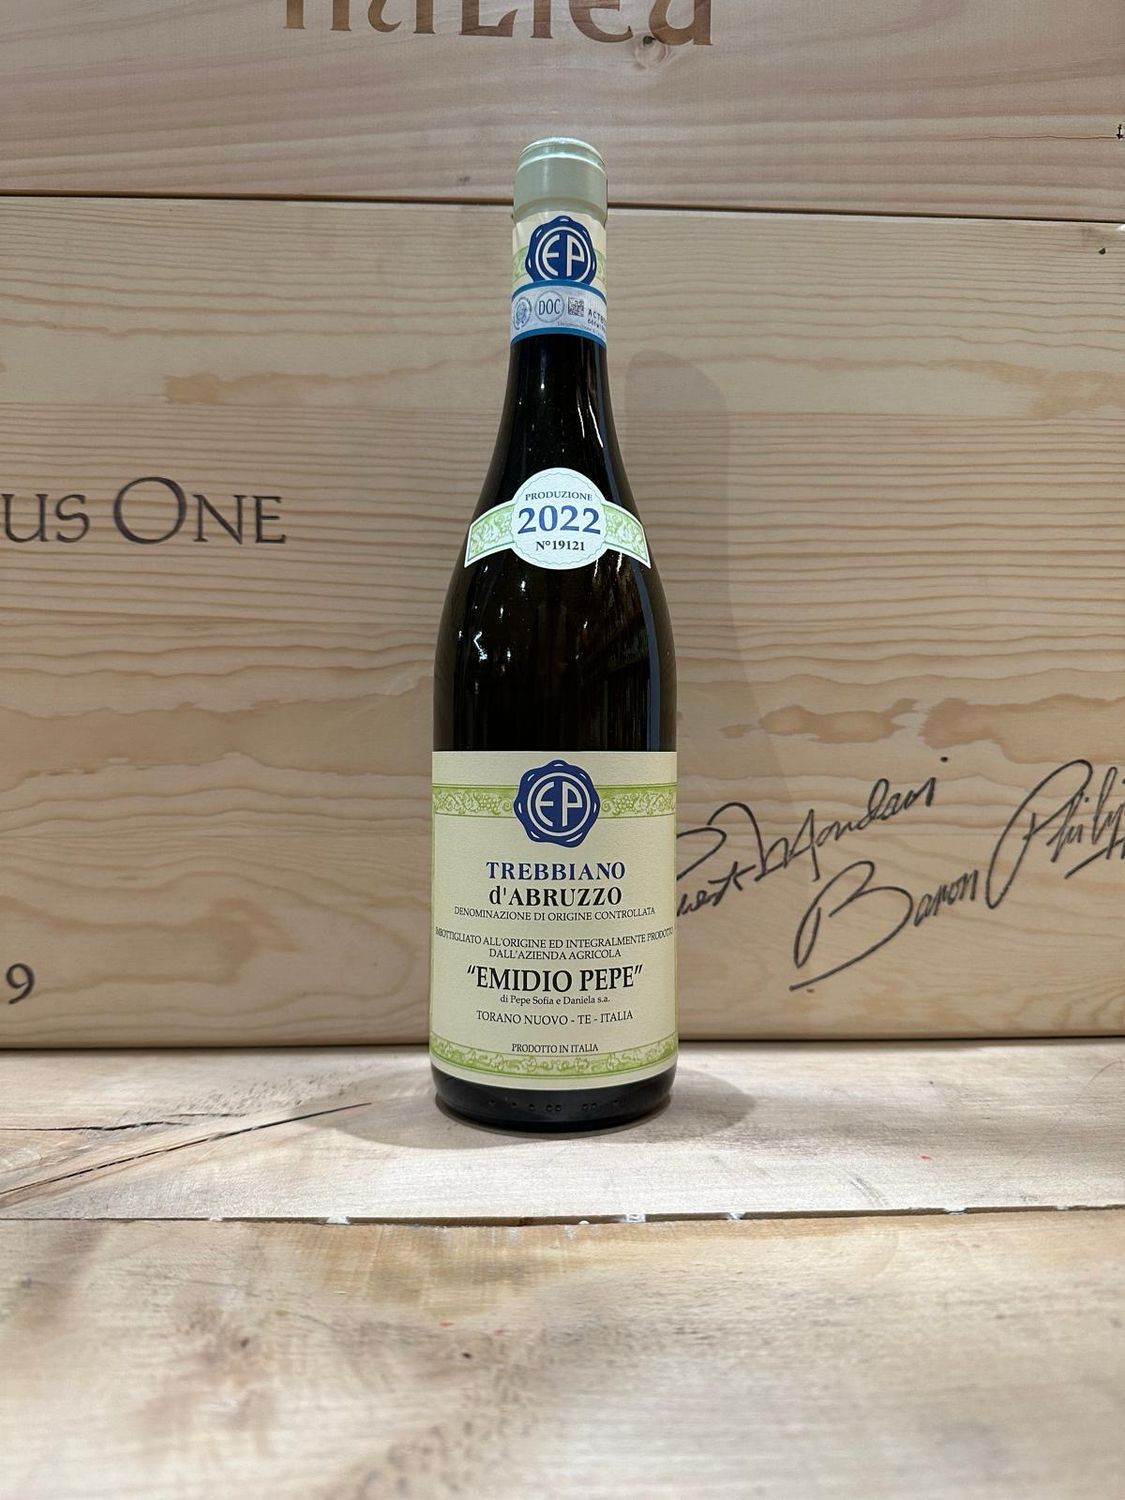 EP
DOC
PRODUZIONE
2022
N°19121
US ONE
EP
TREBBIANO
d'ABRUZZO
DENOMINAZIONE DI ORIGINE CONTROLLATA
IMBOTTIGLIATO ALL'ORIGINE ED INTEGRALMENTE PRODOTTO
DALL'AZIENDA AGRICOLA
"EMIDIO PEPE"
di Pepe Sofia e Daniela s.a.
TORANO NUOVO - TE - ITALIA
PRODOTTO IN ITALIA
Mondavi
Baron Phili
9